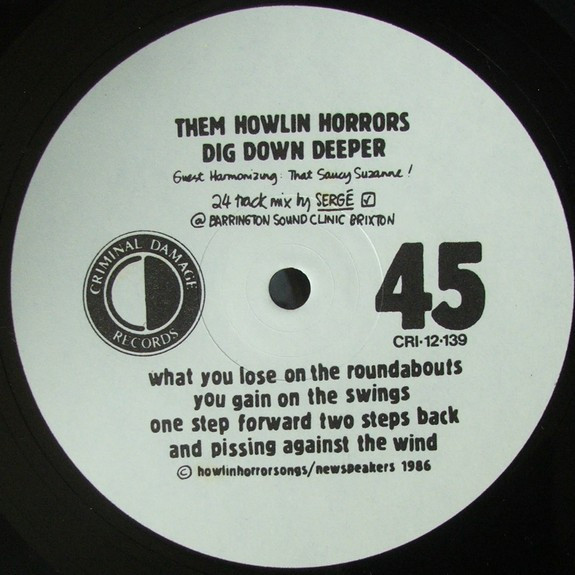 THEM HOWLIN HORRORS
DIG DOWN DEEPER
Guest Harmonizing: That Saucy Suzanne!
24 track mix by SERGÉ
@ BARRINGTON SOUND CLINIC BRIXTON
CRIMINAL DAMAGE
RECORDS
45
CRI·12·139
what you lose on the roundabouts
you gain on the swings
one step forward two steps back
and pissing against the wind
© howlinhorrorsongs/newspeakers 1986